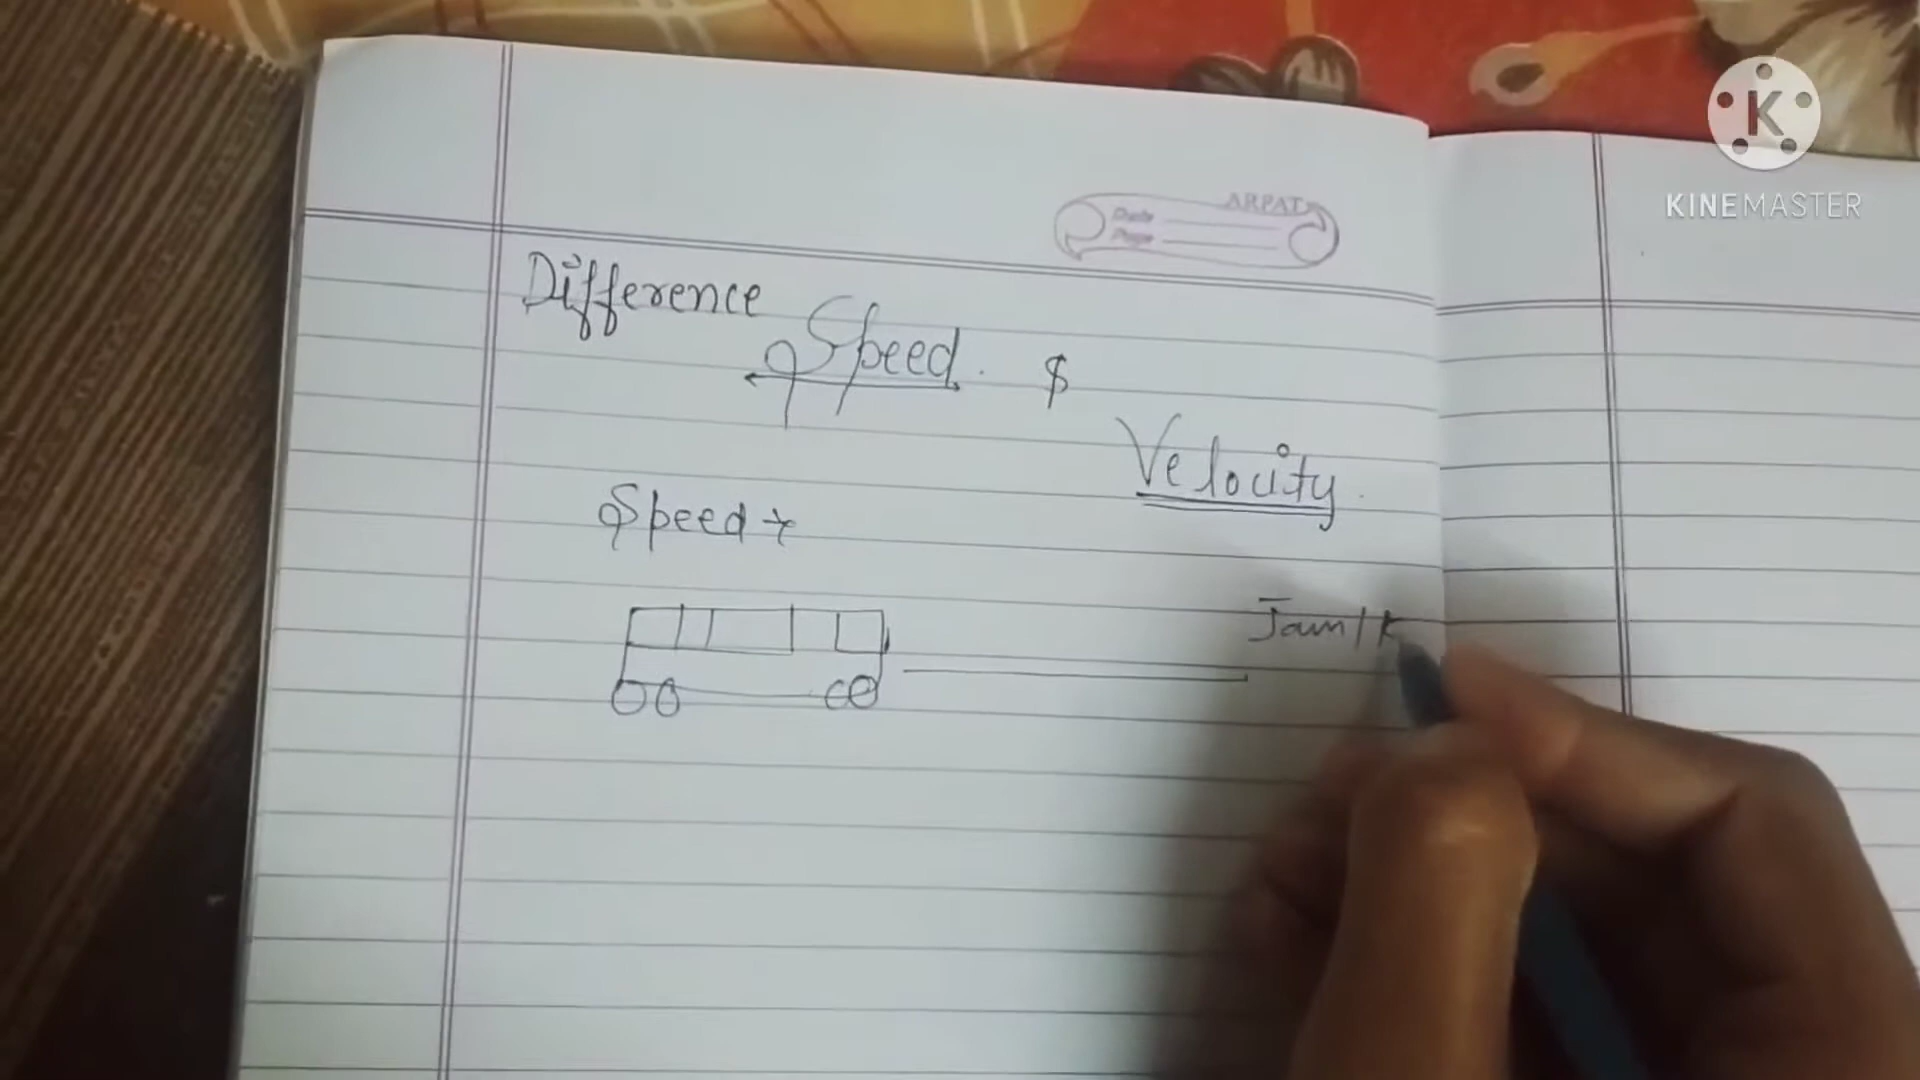 KINEMASTER
ARPAT
Date
Page
Difference
Speed. $
Velocity.
Speed →
Jam/K